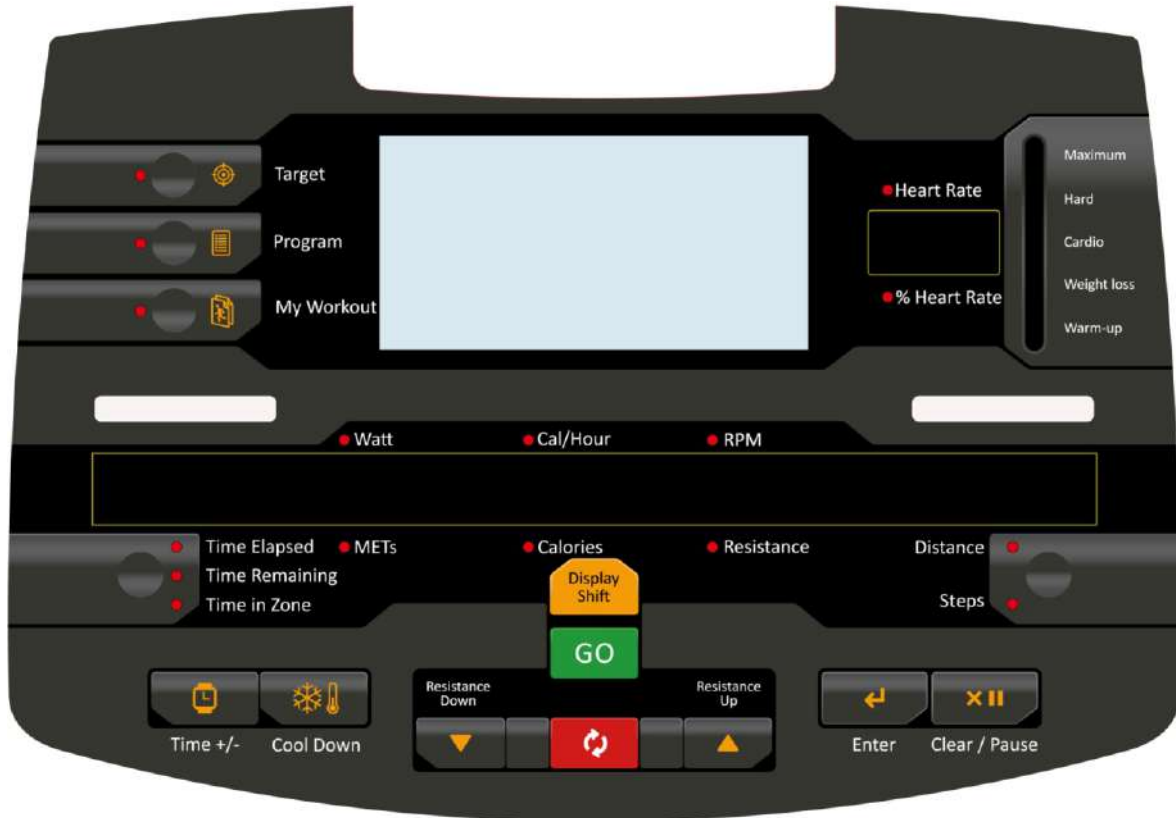 Target
Program
My Workout
Heart Rate
% Heart Rate
Maximum
Hard
Cardio
Weight loss
Warm-up
Watt
Cal/Hour
RPM
Time Elapsed
Time Remaining
Time in Zone
METs
Calories
Resistance
Distance
Steps
Display
Shift
GO
Resistance
Down
Resistance
Up
Time +/-
Cool Down
Enter
Clear / Pause